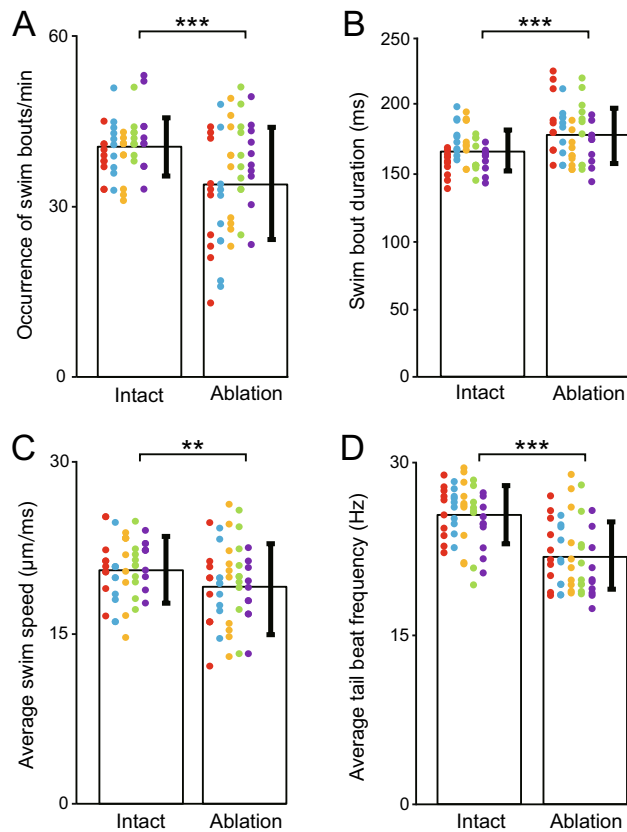 A
Occurrence of swim bouts/min
60
30
0
***
Intact
Ablation
B
Swim bout duration (ms)
250
200
150
100
50
0
***
Intact
Ablation
C
Average swim speed (µm/ms)
30
15
0
**
Intact
Ablation
D
Average tail beat frequency (Hz)
30
15
0
***
Intact
Ablation